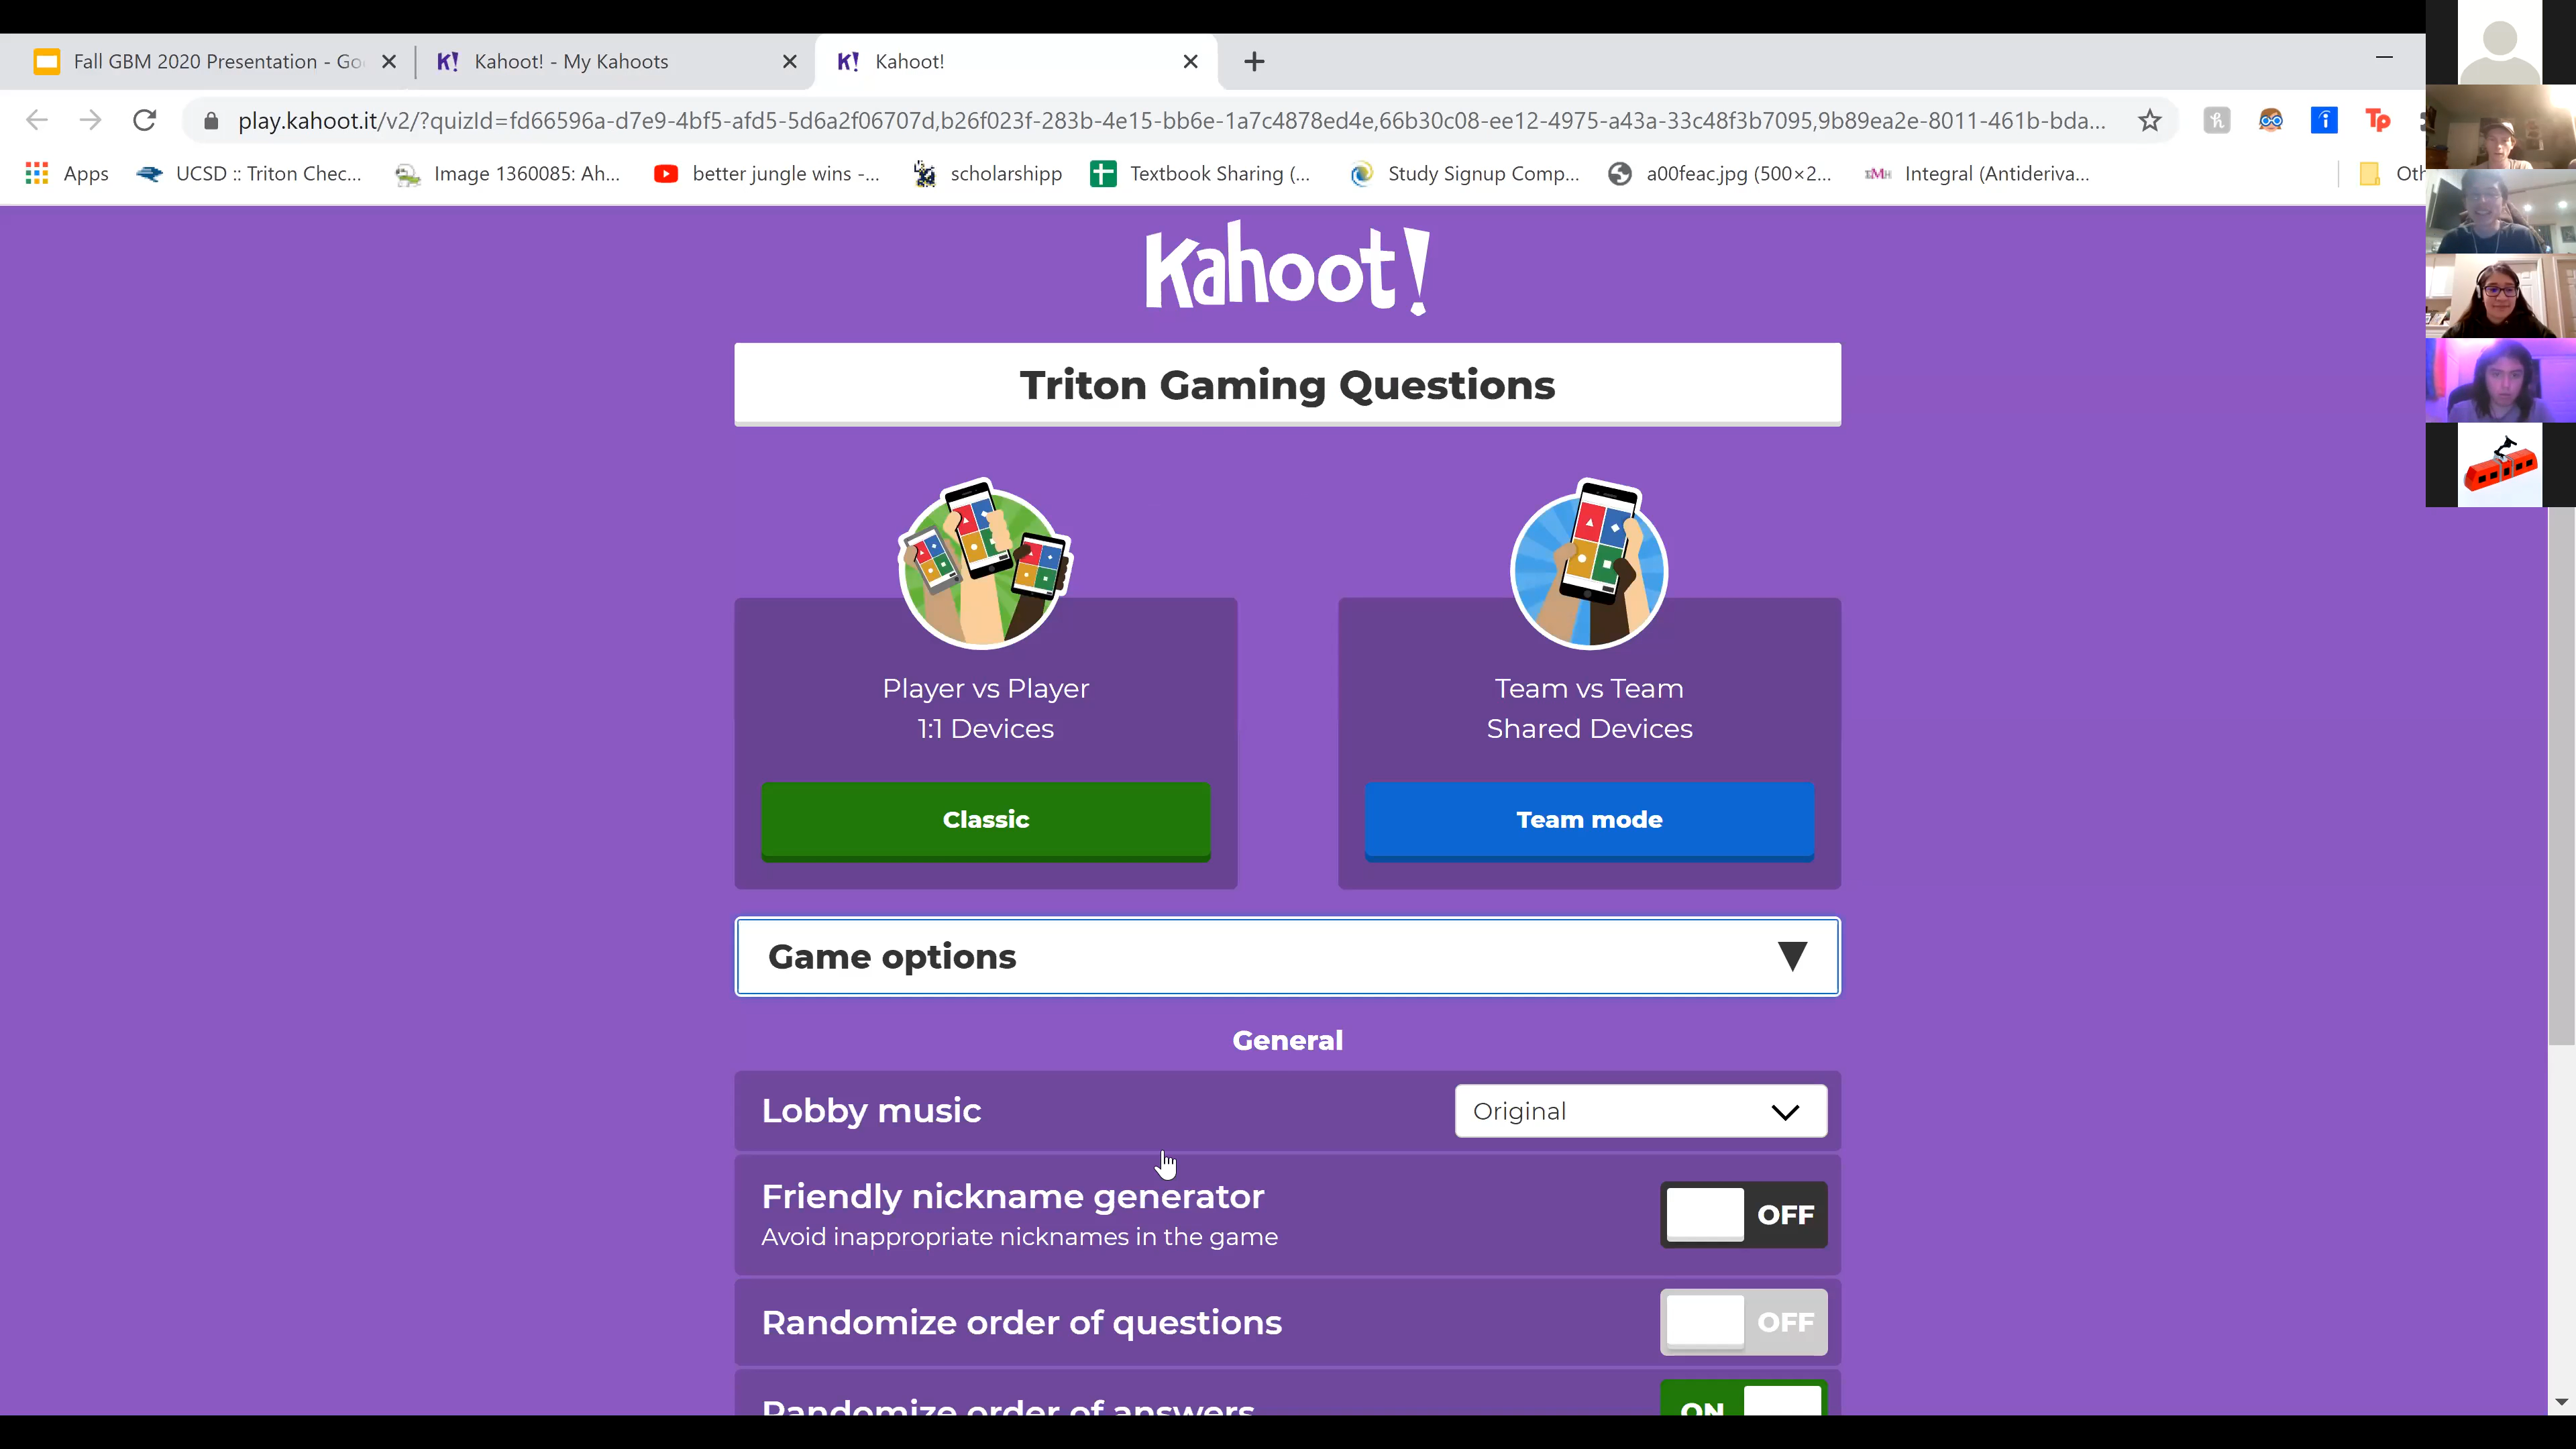 Fall GBM 2020 Presentation - Go
Kahoot! - My Kahoots
Kahoot!
play.kahoot.it/v2/?quizId=fd66596a-d7e9-4bf5-afd5-5d6a2f06707d,b26f023f-283b-4e15-bb6e-1a7c4878ed4e,66b30c08-ee12-4975-a43a-33c48f3b7095,9b89ea2e-8011-461b-bda...
Apps
UCSD :: Triton Chec...
Image 1360085: Ah...
better jungle wins -...
scholarshipp
Textbook Sharing (...
Study Signup Comp...
a00feac.jpg (500×2...
Integral (Antideriva...
Oth
Kahoot!
Triton Gaming Questions
Player vs Player
1:1 Devices
Classic
Team vs Team
Shared Devices
Team mode
Game options
General
Lobby music
Original
Friendly nickname generator
OFF
Avoid inappropriate nicknames in the game
Randomize order of questions
OFF
Randomize order of answers
ON